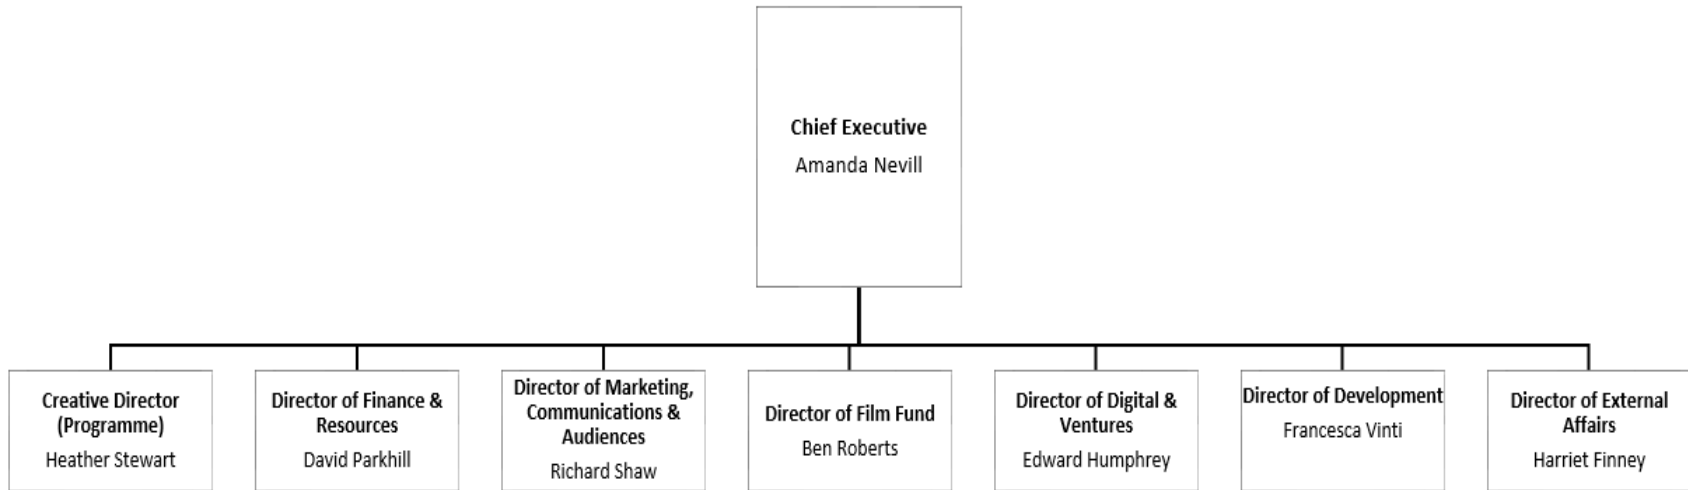 Chief Executive
Amanda Nevill
Creative Director
(Programme)
Heather Stewart
Director of Finance &
Resources
David Parkhill
Director of Marketing,
Communications &
Audiences
Richard Shaw
Director of Film Fund
Ben Roberts
Director of Digital &
Ventures
Edward Humphrey
Director of Development
Francesca Vinti
Director of External
Affairs
Harriet Finney